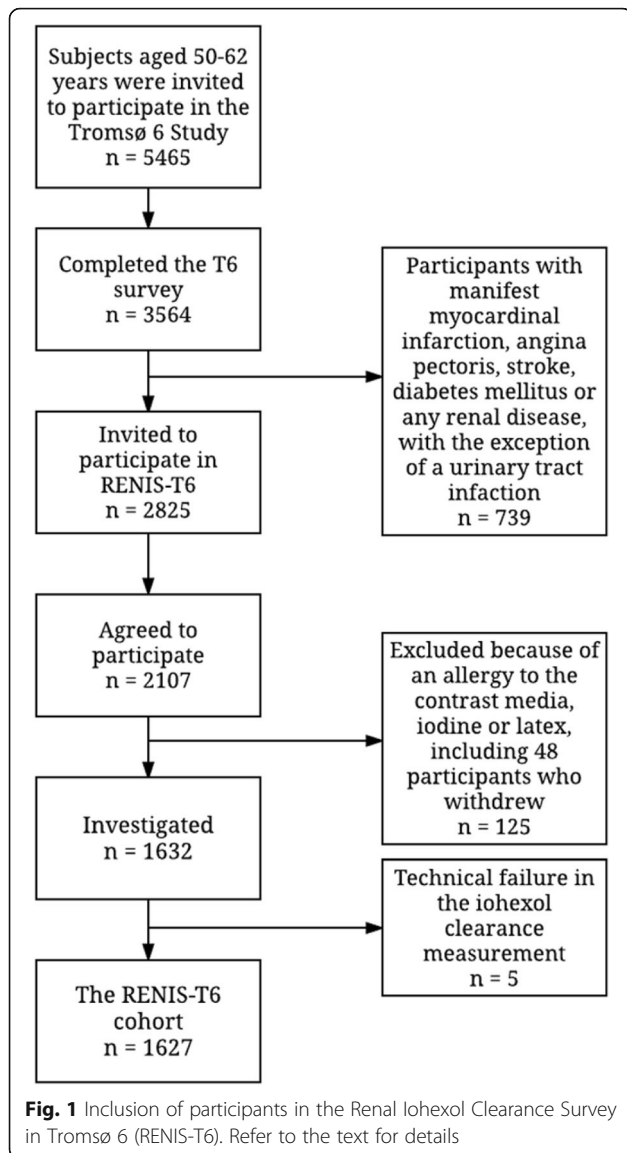 Subjects aged 50-62
years were invited
to participate in the
Tromsø 6 Study
n = 5465
Completed the T6
survey
n = 3564
Participants with
manifest
myocardinal
infarction, angina
pectoris, stroke,
diabetes mellitus or
any renal disease,
with the exception
of a urinary tract
infaction
n = 739
Invited to
participate in
RENIS-T6
n = 2825
Agreed to
participate
n = 2107
Excluded because of
an allergy to the
contrast media,
iodine or latex,
including 48
participants who
withdrew
n = 125
Investigated
n = 1632
Technical failure in
the iohexol
clearance
measurement
n = 5
The RENIS-T6
cohort
n = 1627
Fig. 1 Inclusion of participants in the Renal Iohexol Clearance Survey
in Tromsø 6 (RENIS-T6). Refer to the text for details